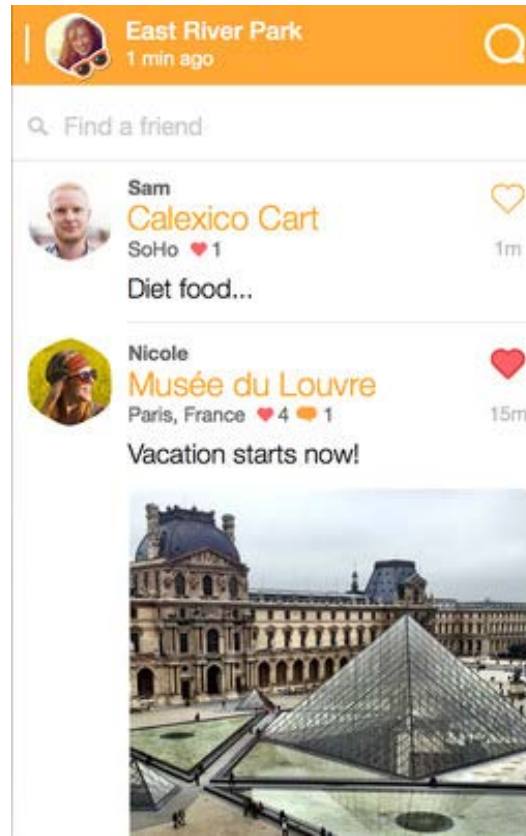 East River Park
1 min ago
Find a friend
Sam
Calexico Cart
SoHo 1
1m
Diet food...
Nicole
Musée du Louvre
Paris, France 4 1
15m
Vacation starts now!